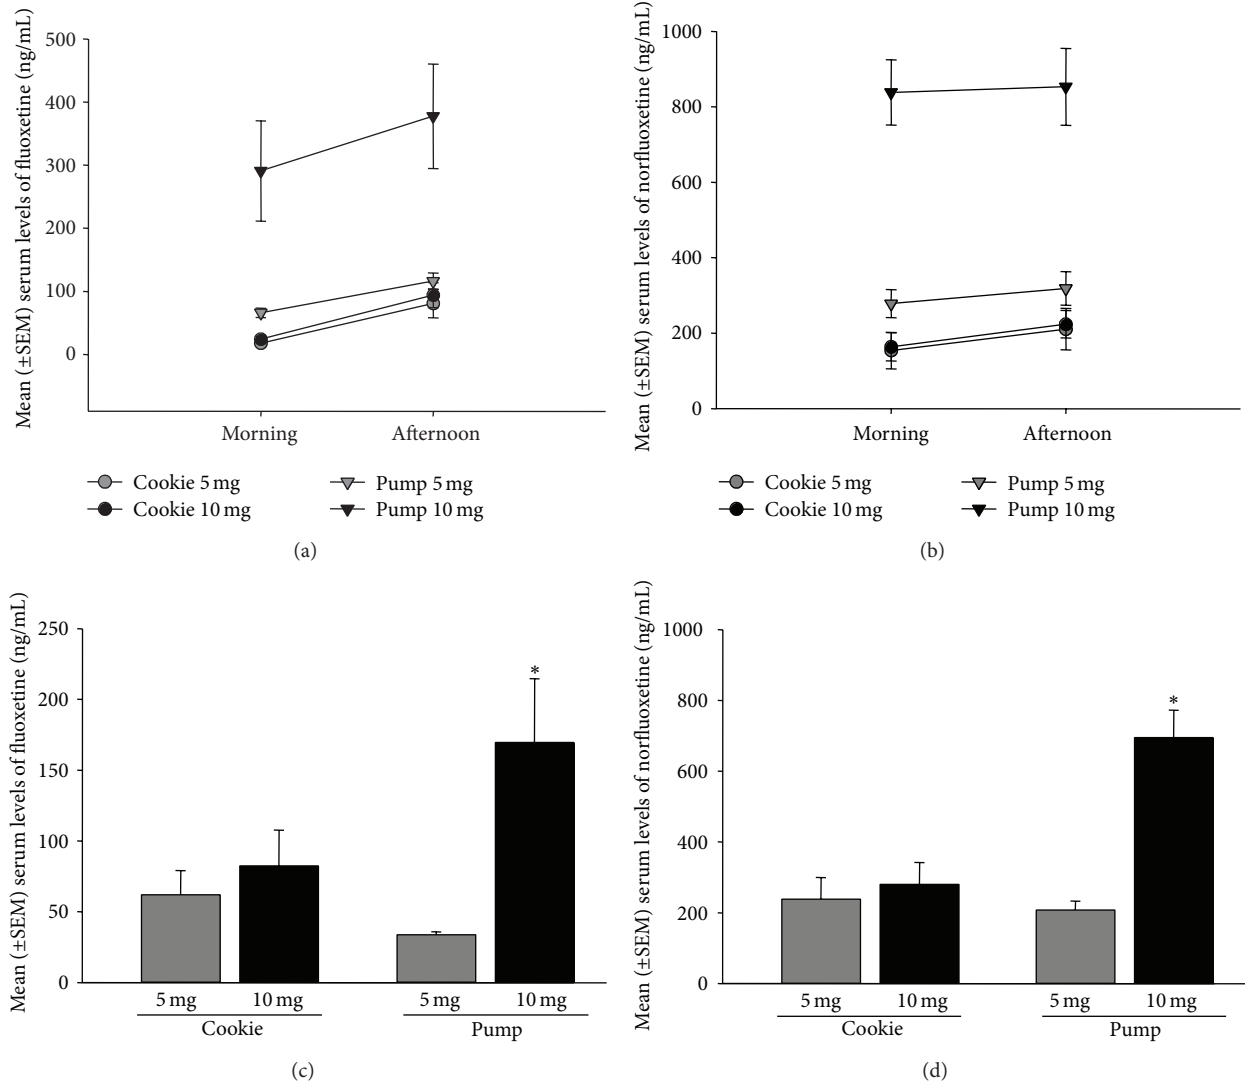 Mean (±SEM) serum levels of fluoxetine (ng/mL)
500
400
300
200
100
0
Morning
Afternoon
Cookie 5 mg
Cookie 10 mg
Pump 5 mg
Pump 10 mg
(a)
Mean (±SEM) serum levels of norfluoxetine (ng/mL)
1000
800
600
400
200
0
Morning
Afternoon
Cookie 5 mg
Cookie 10 mg
Pump 5 mg
Pump 10 mg
(b)
Mean (±SEM) serum levels of fluoxetine (ng/mL)
250
200
150
100
50
0
*
5 mg
10 mg
5 mg
10 mg
Cookie
Pump
(c)
Mean (±SEM) serum levels of norfluoxetine (ng/mL)
1000
800
600
400
200
0
*
5 mg
10 mg
5 mg
10 mg
Cookie
Pump
(d)